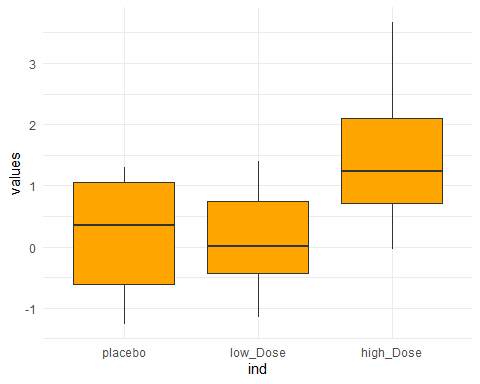 values
3
2
1
0
-1
placebo low_Dose high_Dose
ind